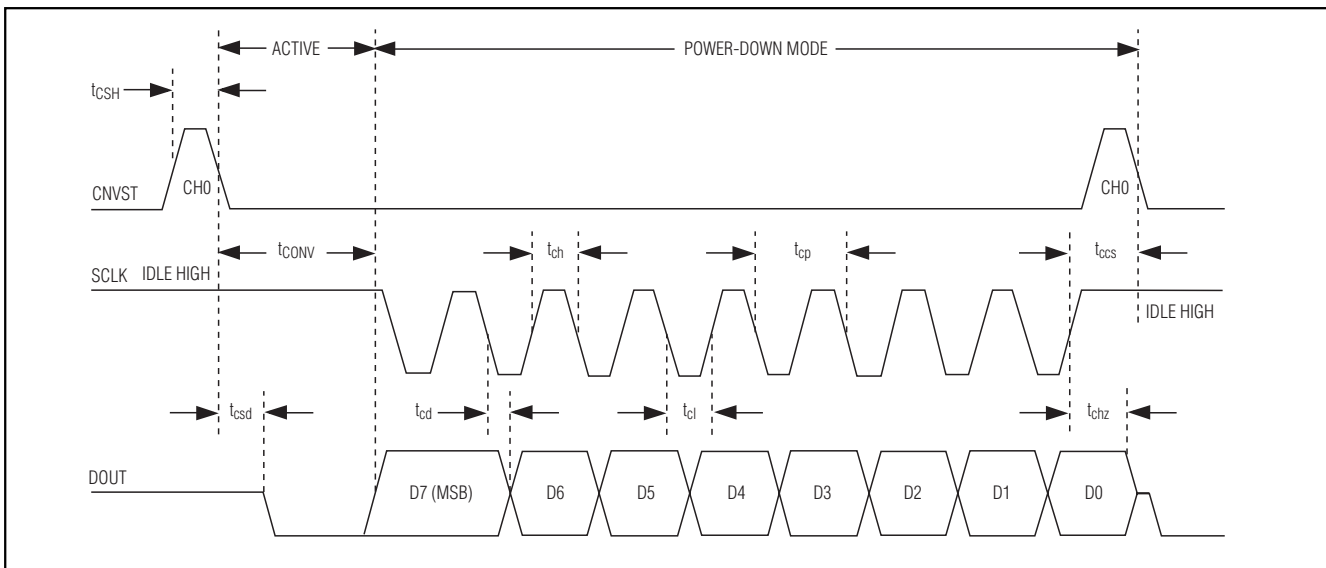 ACTIVE
POWER-DOWN MODE
tCSH
CNVST
CH0
CH0
tCONV
tch
tcp
tccs
SCLK
IDLE HIGH
IDLE HIGH
tcsd
tcd
tcl
tchz
DOUT
D7 (MSB)
D6
D5
D4
D3
D2
D1
D0